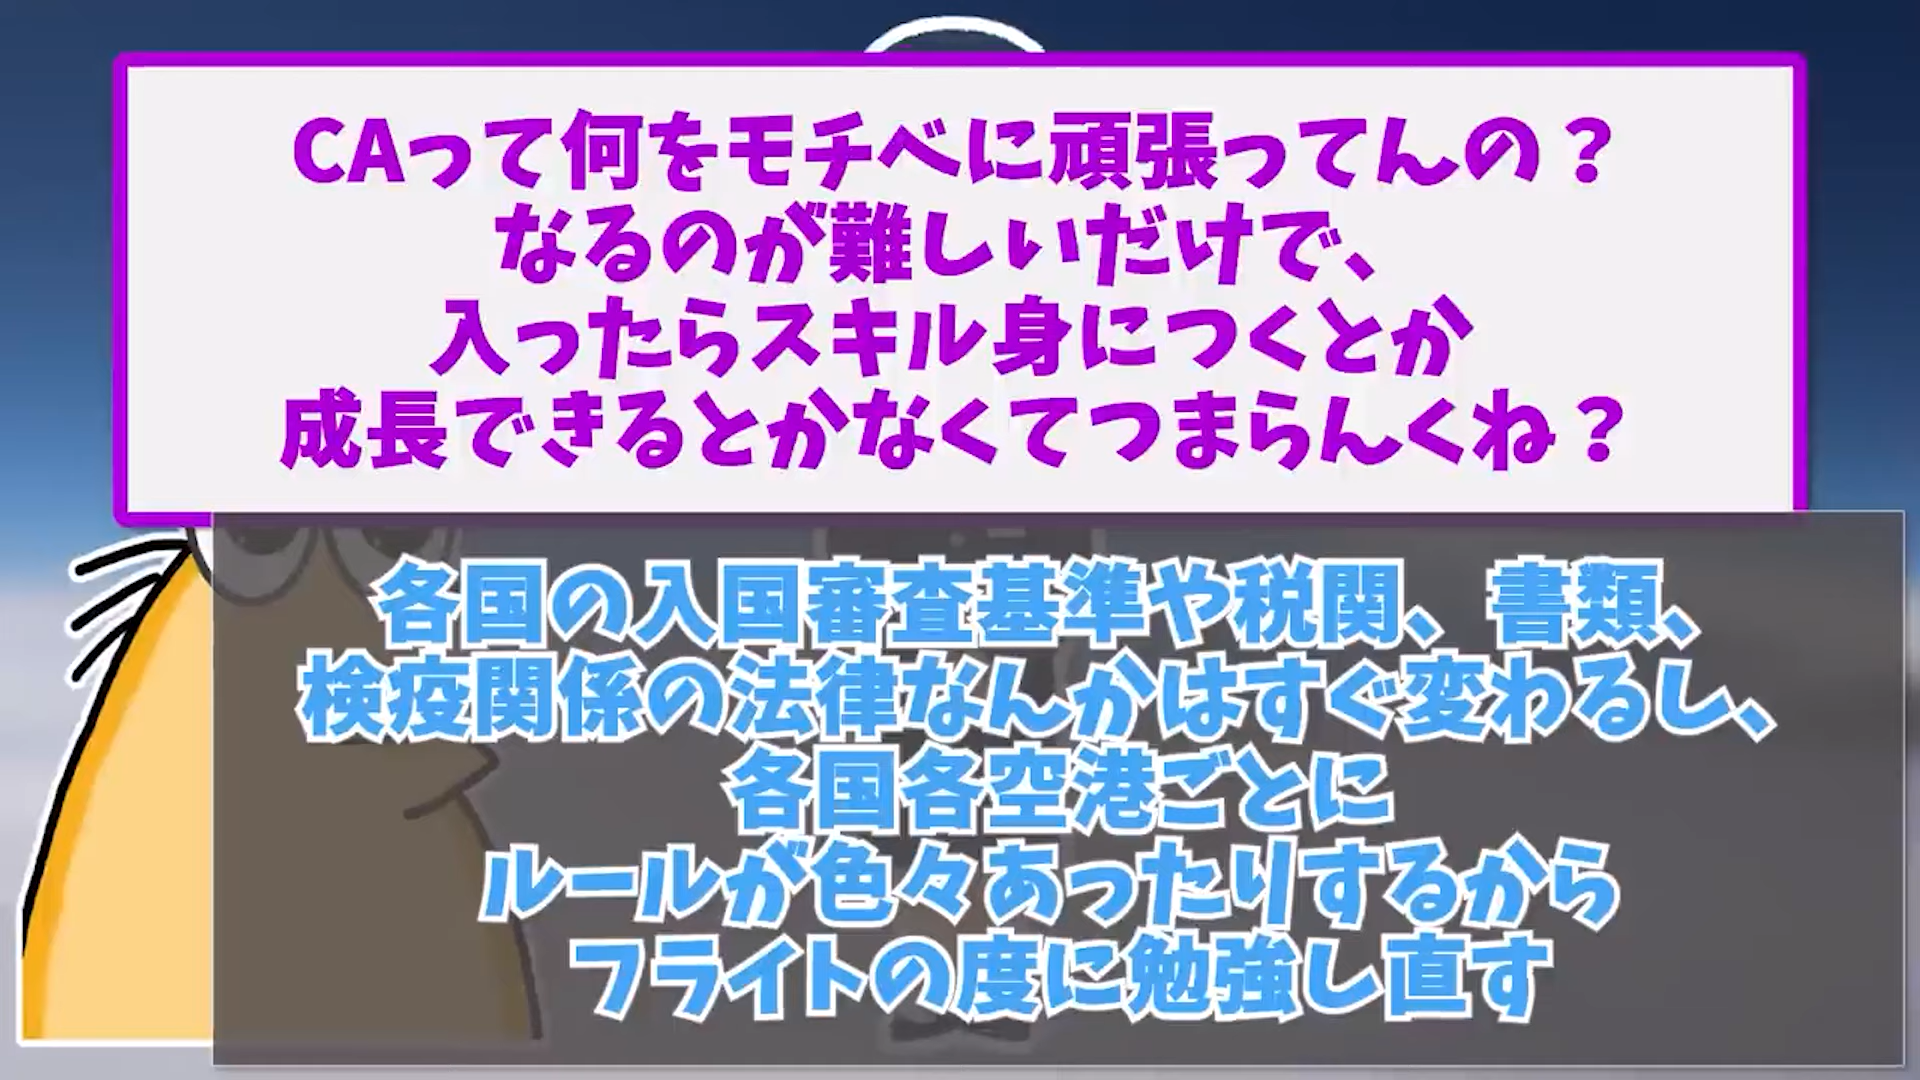 CAって何をモチベに頑張ってんの？
なるのが難しいだけで、
入ったらスキル身につくとか
成長できるとかなくてつまらんくね？
各国の入国審査基準や税関、書類、
検疫関係の法律なんかはすぐ変わるし、
各国各空港ごとに
ルールが色々あったりするから
フライトの度に勉強し直す